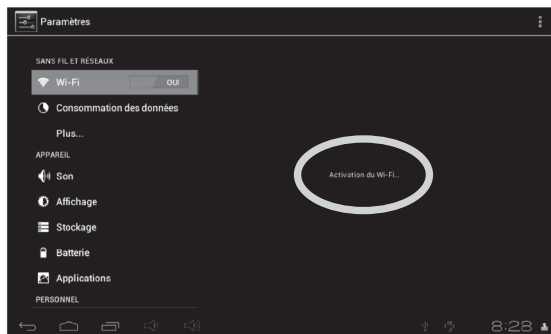 Paramètres
SANS FIL ET RÉSEAUX
Wi-Fi OUI
Consommation des données
Plus...
Activation du Wi-Fi...
APPAREIL
Son
Affichage
Stockage
Batterie
Applications
PERSONNEL
8:28